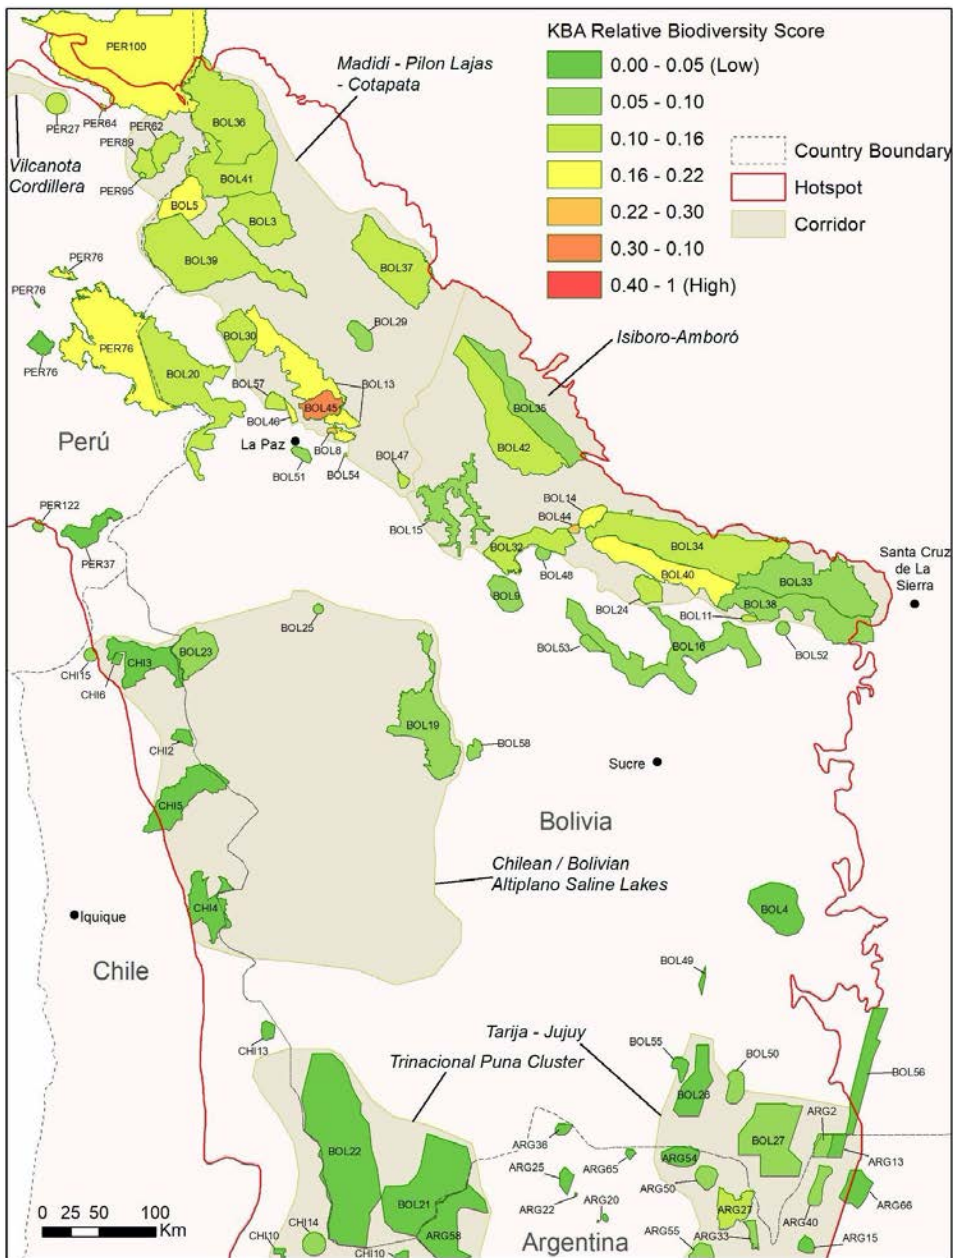 KBA Relative Biodiversity Score
0.00 - 0.05 (Low)
0.05 - 0.10
0.10 - 0.16
0.16 - 0.22
0.22 - 0.30
0.30 - 0.10
0.40 - 1 (High)
Country Boundary
Hotspot
Corridor
PER100
Madidi - Pilon Lajas
- Cotapata
PER27
PER64
PER62
PER89
PER95
BOL36
Vilcanota
Cordillera
BOL41
BOL5
BOL3
BOL39
BOL37
PER76
PER76
PER76
PER76
BOL20
BOL30
BOL29
Isiboro-Amboró
BOL57
BOL13
BOL45
BOL46
BOL35
BOL42
Perú
La Paz
BOL8
BOL51
BOL54
BOL47
PER122
PER37
BOL15
BOL14
BOL44
BOL32
BOL34
BOL48
BOL40
BOL33
Santa Cruz
de La
Sierra
BOL9
BOL24
BOL38
BOL11
BOL25
BOL53
BOL16
BOL52
CHI3
BOL23
CHI15
CHI6
BOL19
CHI2
BOL58
Sucre
CHI5
Bolivia
Chilean / Bolivian
Altiplano Saline Lakes
CHI4
Iquique
BOL4
Chile
BOL49
CHI13
Tarija - Jujuy
Trinacional Puna Cluster
BOL55
BOL50
BOL56
BOL26
ARG2
ARG36
BOL27
BOL22
ARG25
ARG65
ARG54
ARG13
ARG50
ARG66
BOL21
ARG22
ARG20
ARG27
0 25 50 100
Km
CHI14
CHI10
CHI10
ARG58
Argentina
ARG55
ARG33
ARG40
ARG15